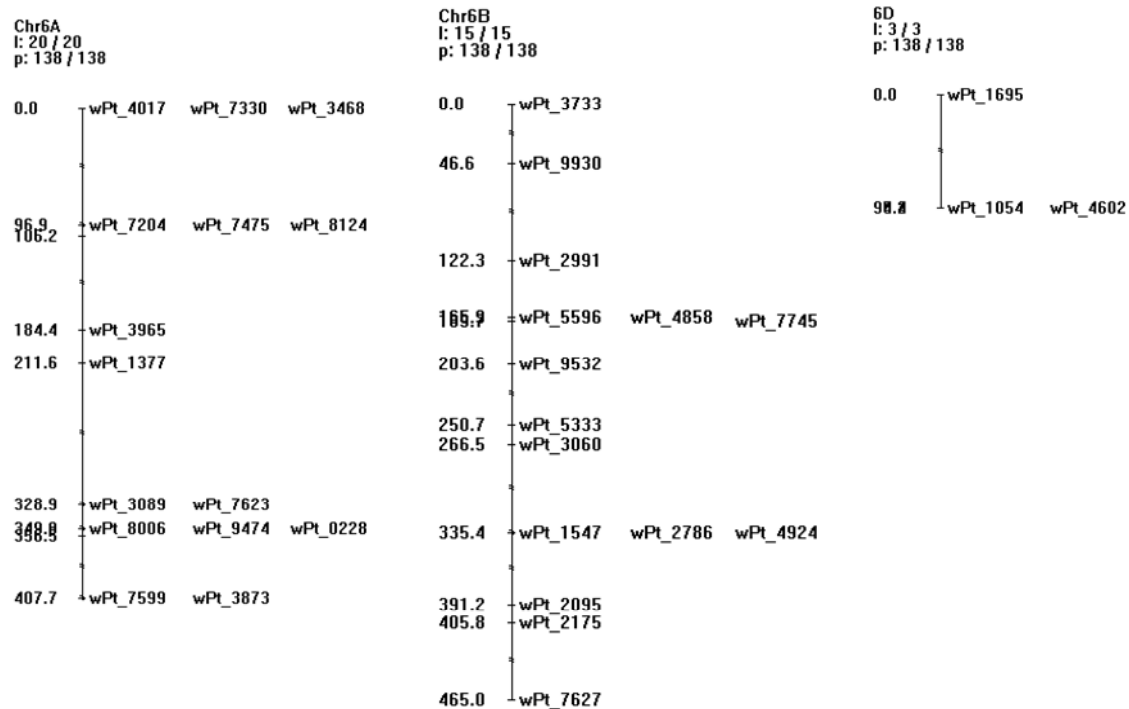 Chr6A
l: 20 / 20
p: 138 / 138
0.0 wPt_4017 wPt_7330 wPt_3468
96.9 wPt_7204 wPt_7475 wPt_8124
106.2
184.4 wPt_3965
211.6 wPt_1377
328.9 wPt_3089 wPt_7623
wPt_8006 wPt_9474 wPt_0228
407.7 wPt_7599 wPt_3873
Chr6B
l: 15 / 15
p: 138 / 138
0.0 wPt_3733
46.6 wPt_9930
122.3 wPt_2991
wPt_5596 wPt_4858 wPt_7745
203.6 wPt_9532
250.7 wPt_5333
266.5 wPt_3060
335.4 wPt_1547 wPt_2786 wPt_4924
391.2 wPt_2095
405.8 wPt_2175
465.0 wPt_7627
6D
l: 3 / 3
p: 138 / 138
0.0 wPt_1695
wPt_1054 wPt_4602